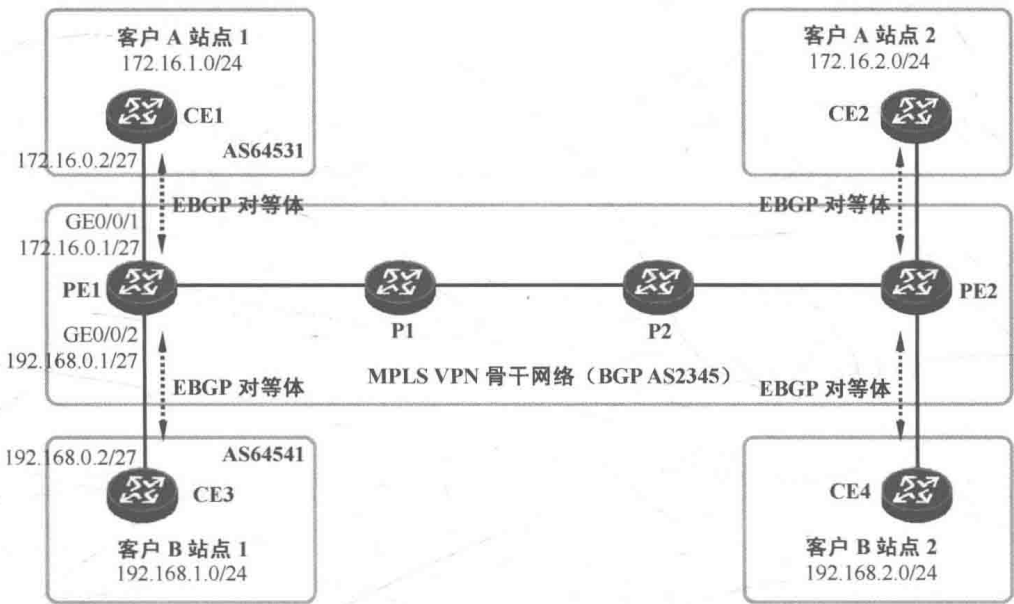 客户 A 站点 1
172.16.1.0/24
CE1
172.16.0.2/27
AS64531
客户 A 站点 2
172.16.2.0/24
CE2
EBGP 对等体
EBGP 对等体
GE0/0/1
172.16.0.1/27
PE1
P1
P2
PE2
GE0/0/2
192.168.0.1/27
MPLS VPN 骨干网络（BGP AS2345）
EBGP 对等体
EBGP 对等体
192.168.0.2/27
AS64541
CE3
客户 B 站点 1
192.168.1.0/24
CE4
客户 B 站点 2
192.168.2.0/24